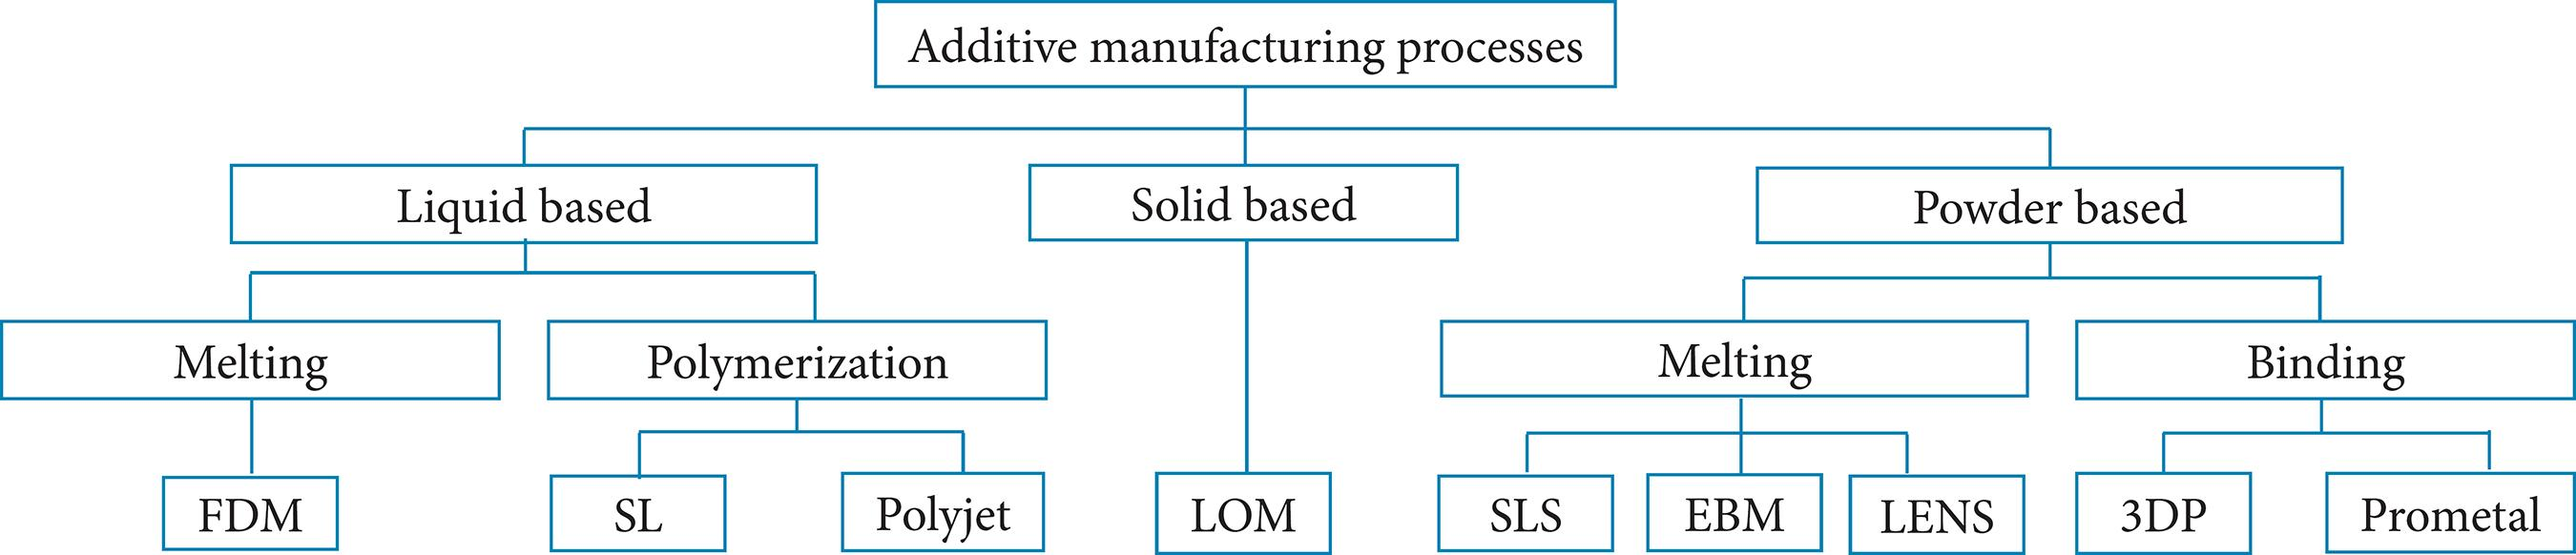 Additive manufacturing processes
Liquid based
Solid based
Powder based
Melting
Polymerization
Melting
Binding
FDM
SL
Polyjet
LOM
SLS
EBM
LENS
3DP
Prometal